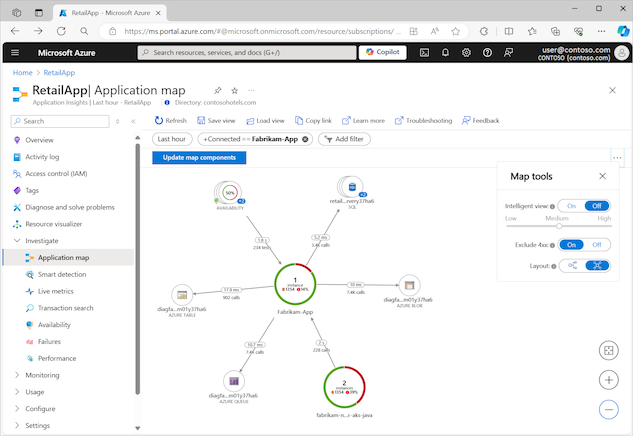 RetailApp - Microsoft Azure
https://ms.portal.azure.com/#@microsoft.onmicrosoft.com/resource/subscriptions/
Microsoft Azure
Search resources, services, and docs (G+/)
Copilot
user@contoso.com
CONTOSO (contoso.com)
Home > RetailApp
RetailApp| Application map
Application Insights | Last hour - RetailApp
Directory: contosohotels.com
Search
Refresh
Save view
Load view
Copy link
Learn more
Troubleshooting
Feedback
Last hour
+Connected == Fabrikam-App
Add filter
Update map components
Overview
Activity log
Access control (IAM)
Tags
Diagnose and solve problems
Resource visualizer
Investigate
Application map
Smart detection
Live metrics
Transaction search
Availability
Failures
Performance
Monitoring
Usage
Configure
Settings
Map tools
Intelligent view:
On
Off
Low
Medium
High
Exclude 4xx:
On
Off
Layout:
50%
+2
AVAILABILITY
+2
retail...very37ha6
SQL
1.8 s
234 tests
5.2 ms
3.4k calls
17.9 ms
902 calls
diagfa...m01y37ha6
AZURE TABLE
1
instance
1354 14%
Fabrikam-App
10 ms
7.4k calls
diagfa...m01y37ha6
AZURE BLOB
10.7 ms
7.4k calls
diagfa...m01y37ha6
AZURE QUEUE
2 s
228 calls
2
instances
1354 39%
fabrikam-n...r-aks-java